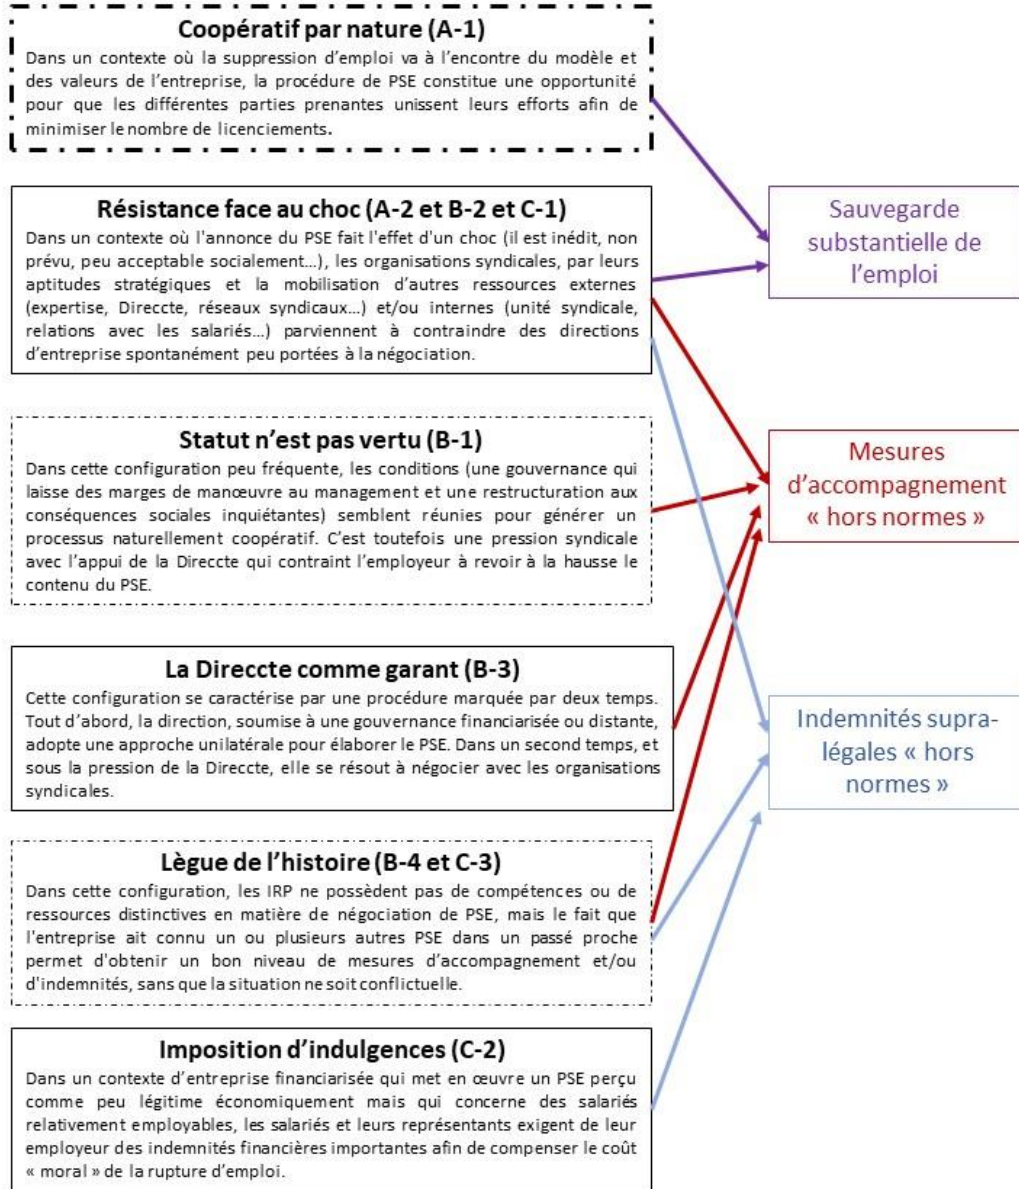 Coopératif par nature (A-1)
Dans un contexte où la suppression d'emploi va à l'encontre du modèle et
des valeurs de l'entreprise, la procédure de PSE constitue une opportunité
pour que les différentes parties prenantes unissent leurs efforts afin de
minimiser le nombre de licenciements.
Résistance face au choc (A-2 et B-2 et C-1)
Dans un contexte où l'annonce du PSE fait l'effet d'un choc (il est inédit, non
prévu, peu acceptable socialement...), les organisations syndicales, par leurs
aptitudes stratégiques et la mobilisation d'autres ressources externes
(expertise, Direccte, réseaux syndicaux...) et/ou internes (unité syndicale,
relations avec les salariés...) parviennent à contraindre des directions
d'entreprise spontanément peu portées à la négociation.
Statut n'est pas vertu (B-1)
Dans cette configuration peu fréquente, les conditions (une gouvernance qui
laisse des marges de manœuvre au management et une restructuration aux
conséquences sociales inquiétantes) semblent réunies pour générer un
processus naturellement coopératif. C'est toutefois une pression syndicale
avec l'appui de la Direccte qui contraint l'employeur à revoir à la hausse le
contenu du PSE.
La Direccte comme garant (B-3)
Cette configuration se caractérise par une procédure marquée par deux temps.
Tout d'abord, la direction, soumise à une gouvernance financiarisée ou distante,
adopte une approche unilatérale pour élaborer le PSE. Dans un second temps, et
sous la pression de la Direccte, elle se résout à négocier avec les organisations
syndicales.
Lègue de l'histoire (B-4 et C-3)
Dans cette configuration, les IRP ne possèdent pas de compétences ou de
ressources distinctives en matière de négociation de PSE, mais le fait que
l'entreprise ait connu un ou plusieurs autres PSE dans un passé proche
permet d'obtenir un bon niveau de mesures d'accompagnement et/ou
d'indemnités, sans que la situation ne soit conflictuelle.
Imposition d'indulgences (C-2)
Dans un contexte d'entreprise financiarisée qui met en œuvre un PSE perçu
comme peu légitime économiquement mais qui concerne des salariés
relativement employables, les salariés et leurs représentants exigent de leur
employeur des indemnités financières importantes afin de compenser le coût
« moral » de la rupture d'emploi.
Sauvegarde
substantielle de
l'emploi
Mesures
d'accompagnement
« hors normes »
Indemnités supra-
légales « hors
normes »